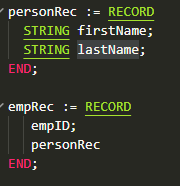 personRec := RECORD
STRING firstName;
STRING lastName;
END;
empRec := RECORD
empID;
personRec
END;